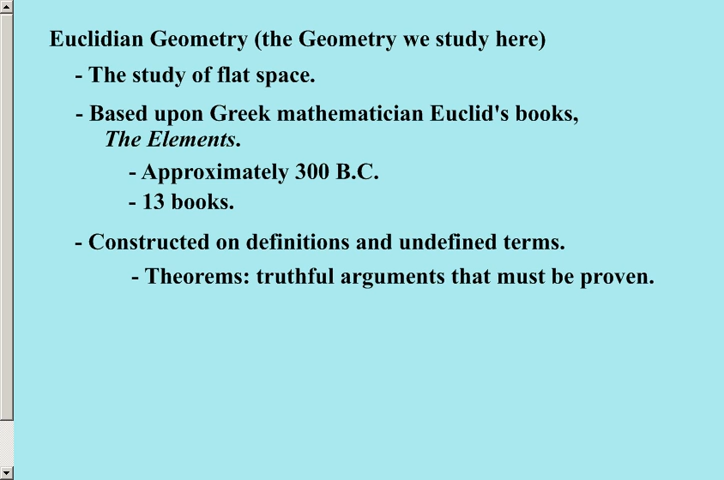 Euclidian Geometry (the Geometry we study here)
- The study of flat space.
- Based upon Greek mathematician Euclid's books,
The Elements.
- Approximately 300 B.C.
- 13 books.
- Constructed on definitions and undefined terms.
- Theorems: truthful arguments that must be proven.